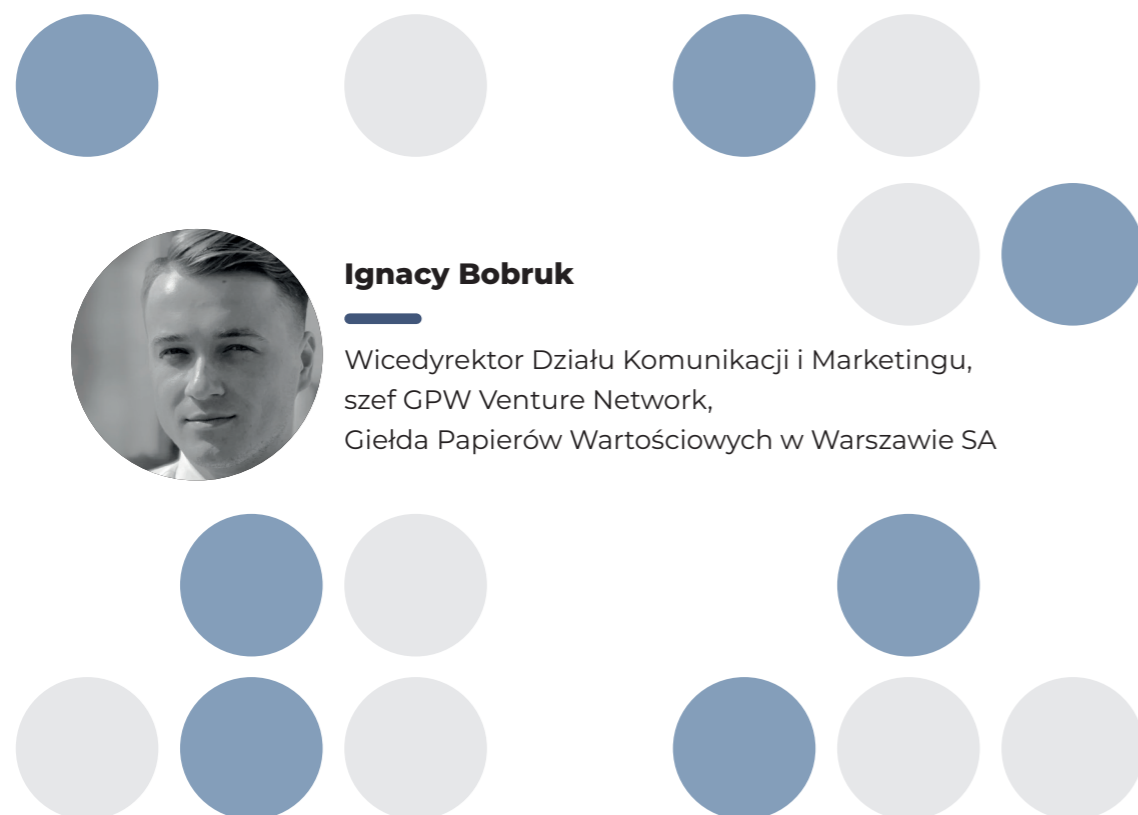 Ignacy Bobruk
Wicedyrektor Działu Komunikacji i Marketingu,
szef GPW Venture Network,
Giełda Papierów Wartościowych w Warszawie SA